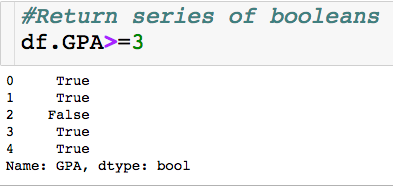 #Return series of booleans
df.GPA>=3
0     True
1     True
2    False
3     True
4     True
Name: GPA, dtype: bool